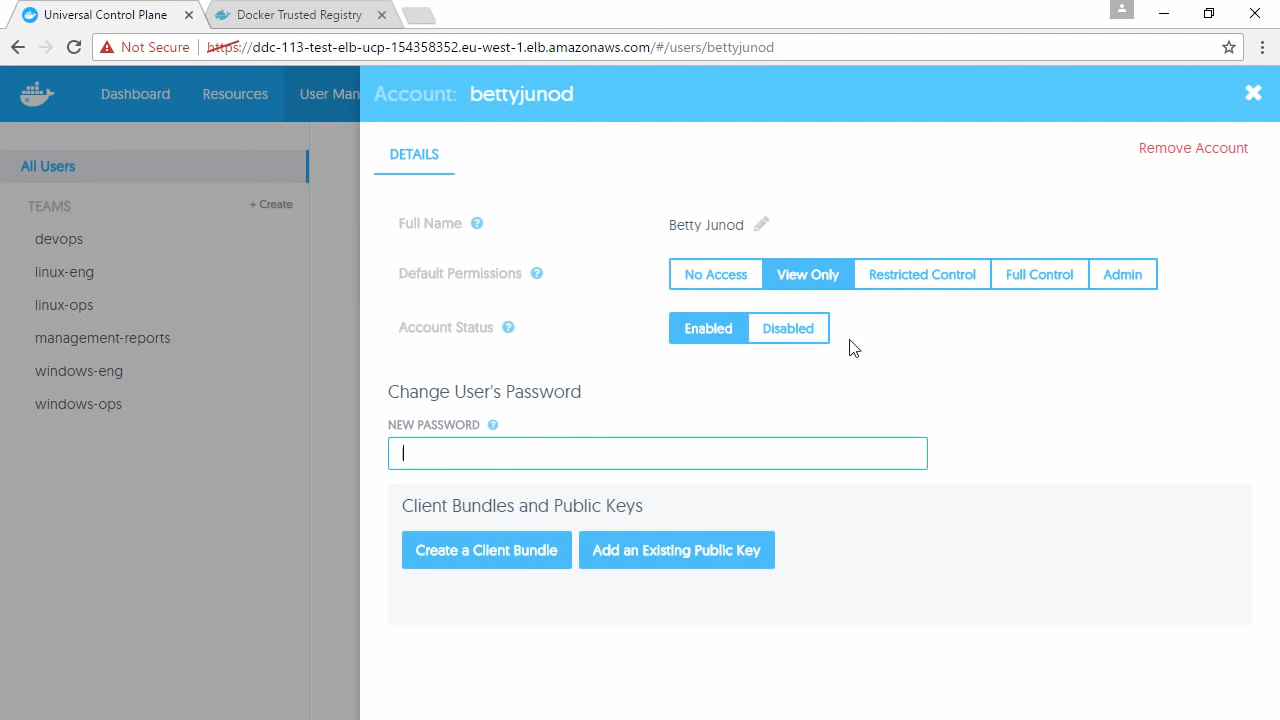 Universal Control Plane
Docker Trusted Registry
Not Secure
https://ddc-113-test-elb-ucp-154358352.eu-west-1.elb.amazonaws.com/#/users/bettyjunod
Dashboard
Resources
User Man
Account: bettyjunod
DETAILS
Remove Account
All Users
TEAMS
+ Create
devops
linux-eng
linux-ops
management-reports
windows-eng
windows-ops
Full Name ?
Betty Junod
Default Permissions ?
No Access
View Only
Restricted Control
Full Control
Admin
Account Status ?
Enabled
Disabled
Change User's Password
NEW PASSWORD ?
Client Bundles and Public Keys
Create a Client Bundle
Add an Existing Public Key